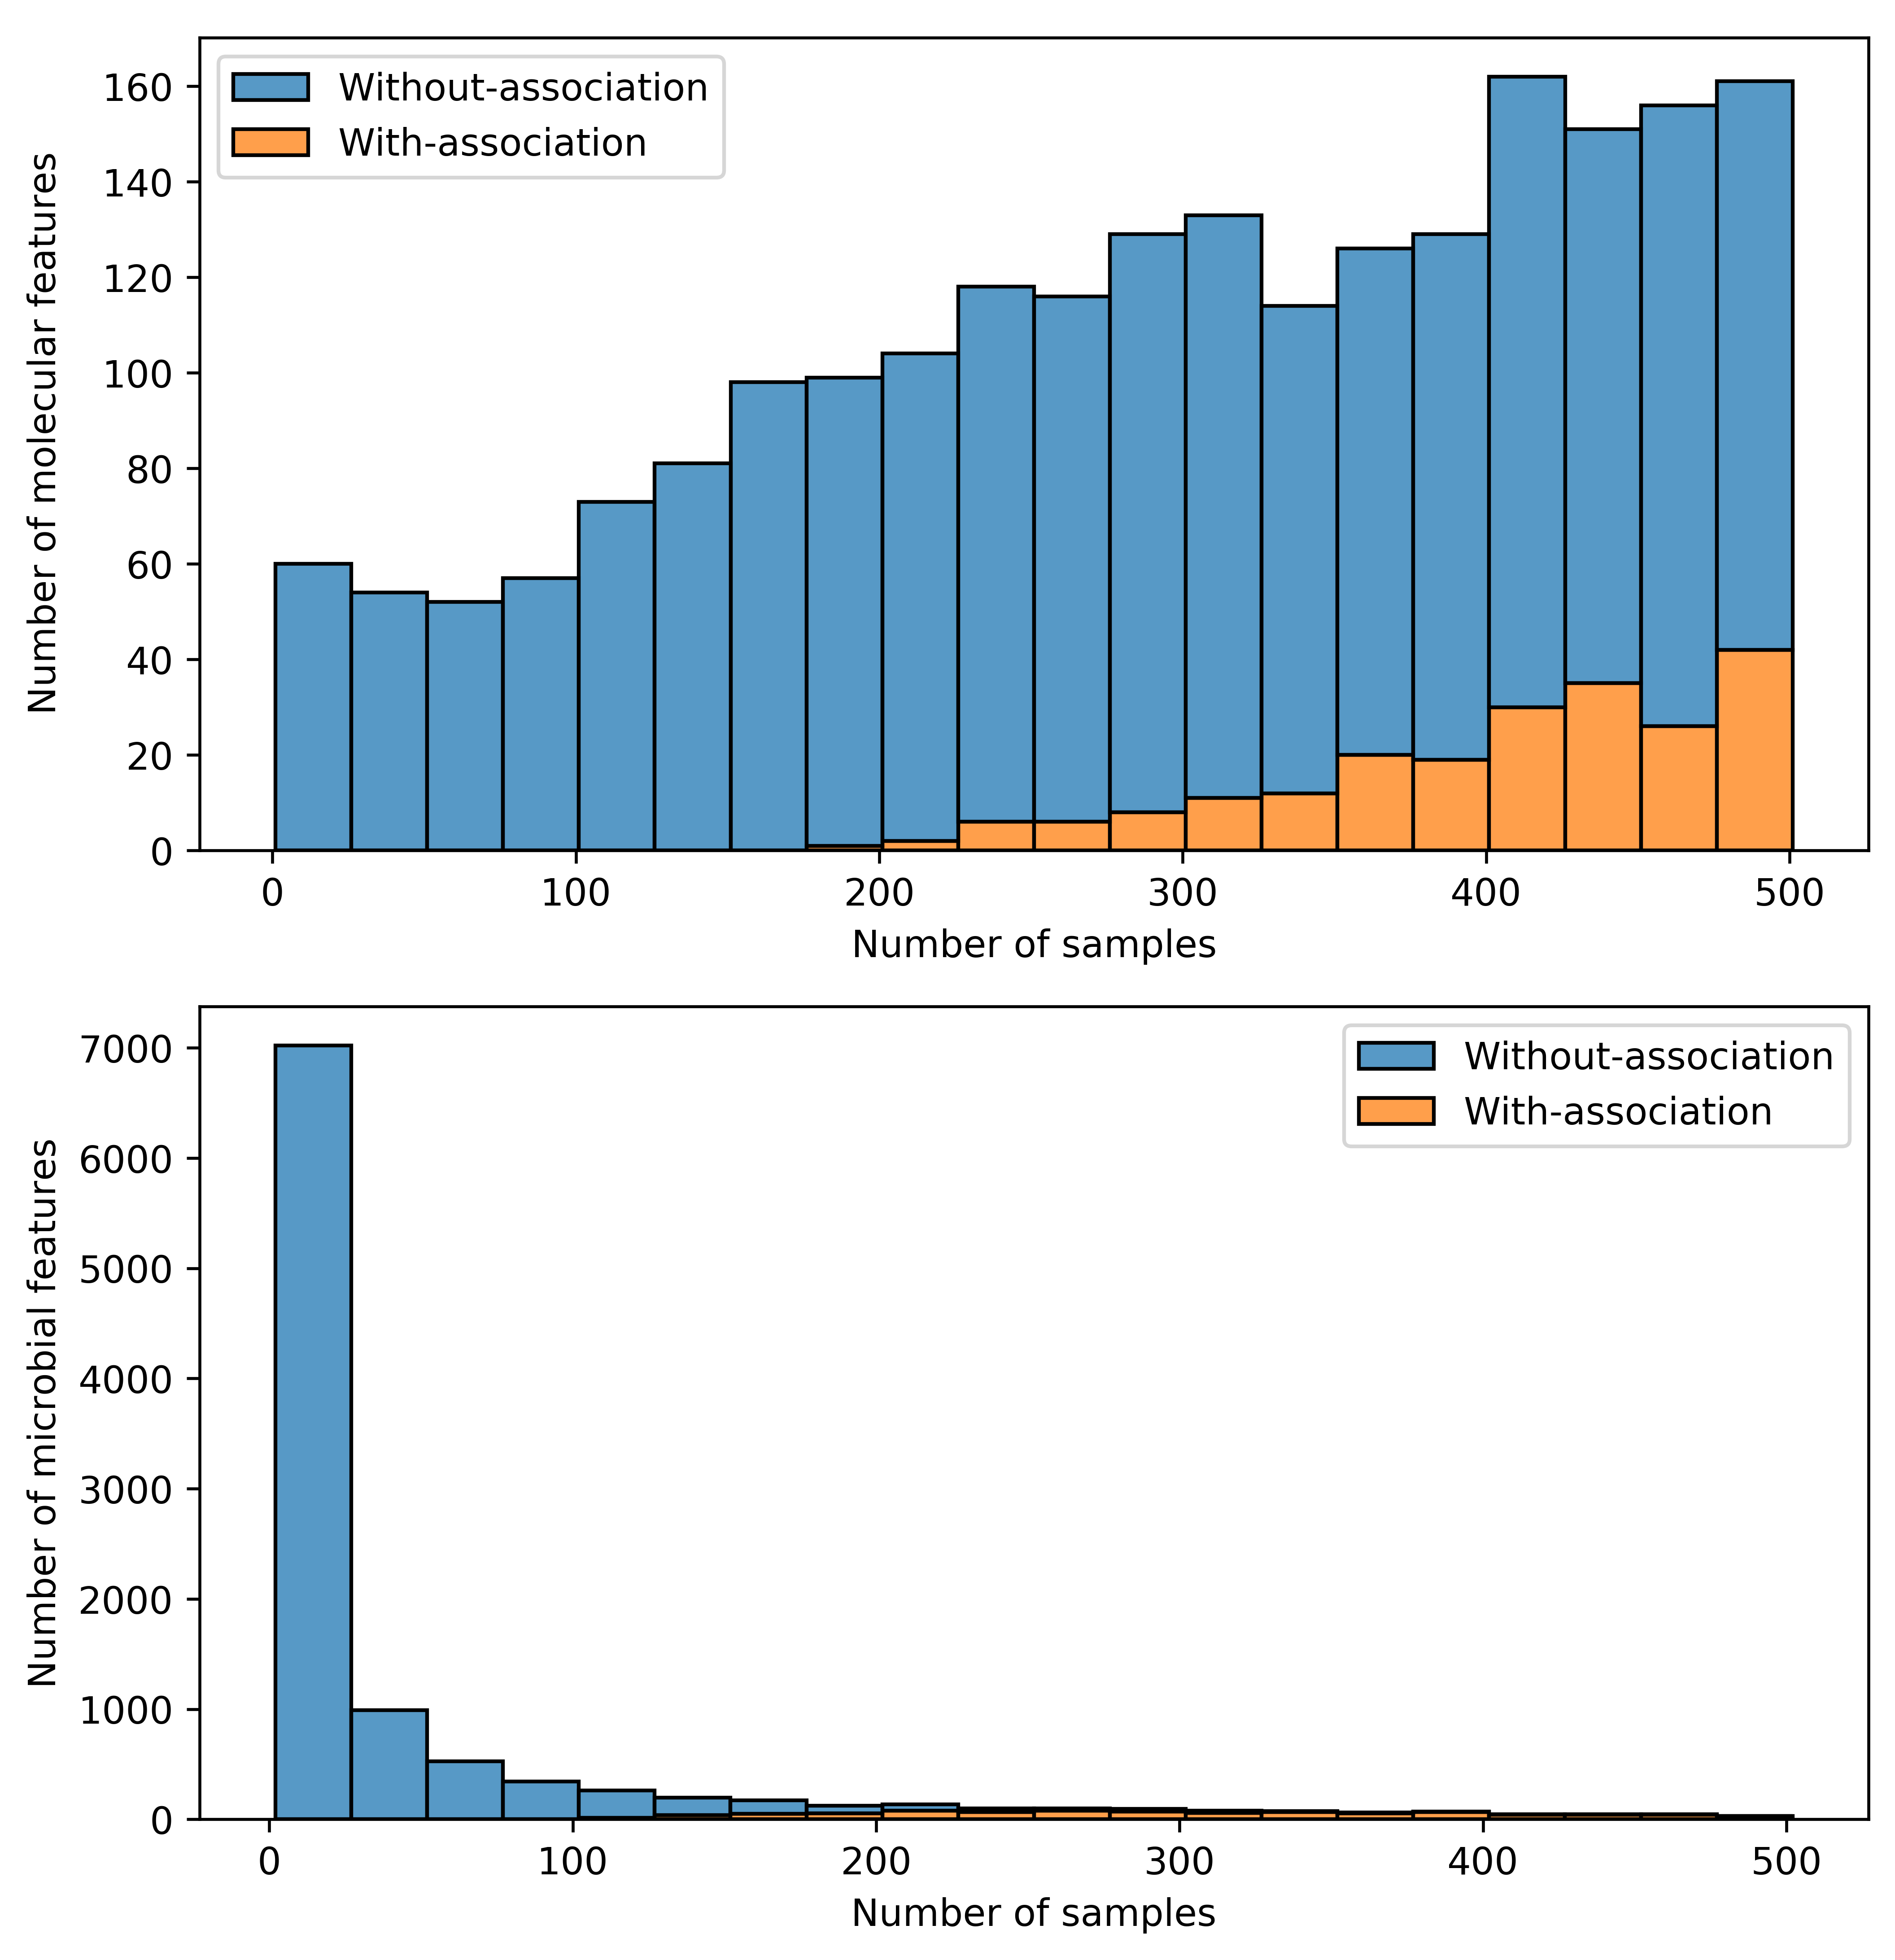 Without-association
With-association
160
140
120
100
80
60
40
20
0
Number of molecular features
0 100 200 300 400 500
Number of samples
Without-association
With-association
7000
6000
5000
4000
3000
2000
1000
0
Number of microbial features
0 100 200 300 400 500
Number of samples